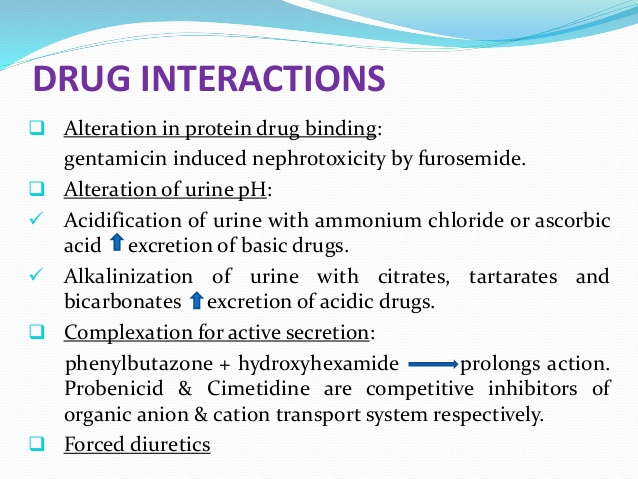 DRUG INTERACTIONS
Alteration in protein drug binding:
gentamicin induced nephrotoxicity by furosemide.
Alteration of urine pH:
Acidification of urine with ammonium chloride or ascorbic
acid excretion of basic drugs.
Alkalinization of urine with citrates, tartarates and
bicarbonates excretion of acidic drugs.
Complexation for active secretion:
phenylbutazone + hydroxyhexamide prolongs action.
Probenicid & Cimetidine are competitive inhibitors of
organic anion & cation transport system respectively.
Forced diuretics